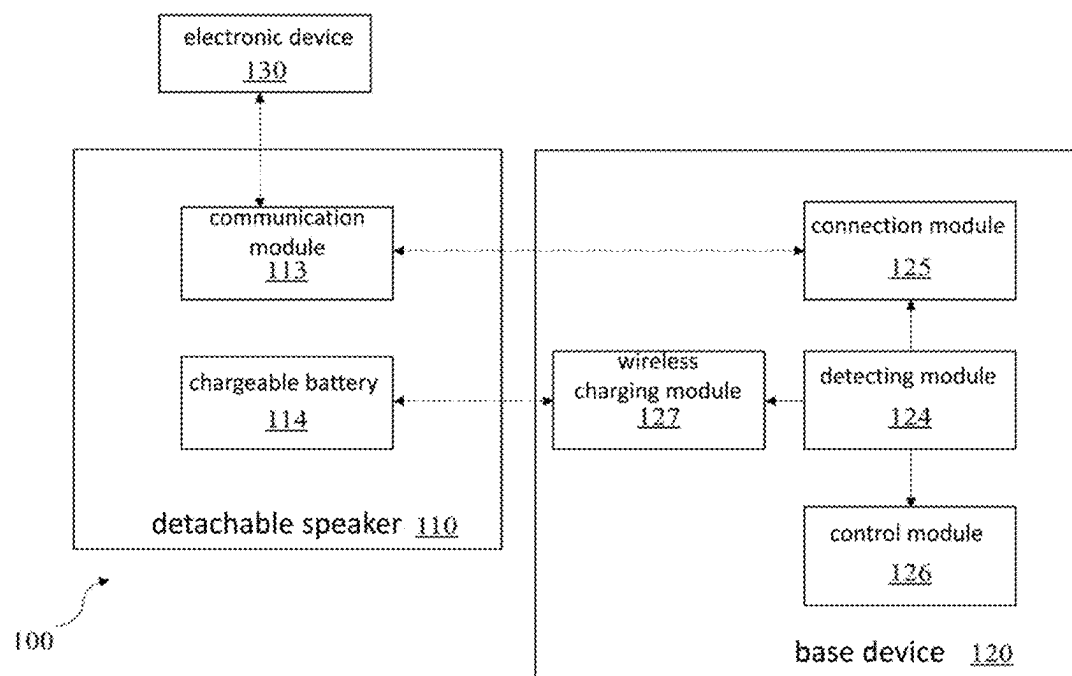 electronic device
130
communication
module
113
connection module
125
chargeable battery
114
wireless
charging module
127
detecting module
124
detachable speaker 110
control module
126
100
base device 120